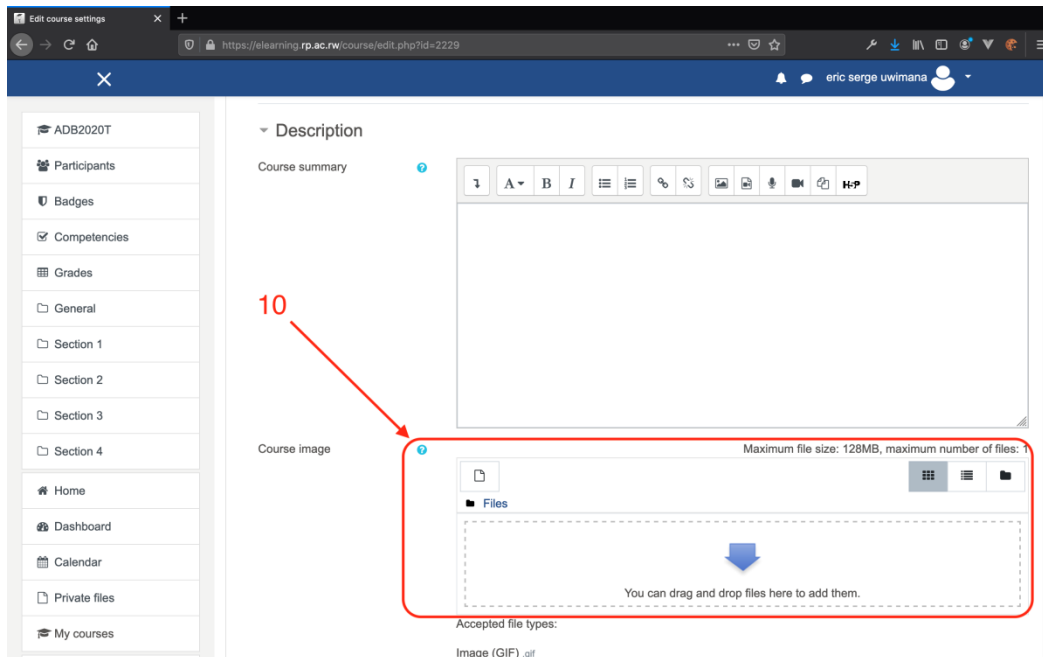 Edit course settings
https://elearning.rp.ac.rw/course/edit.php?id=2229
eric serge uwimana
ADB2020T
Participants
Badges
Competencies
Grades
General
Section 1
Section 2
Section 3
Section 4
Home
Dashboard
Calendar
Private files
My courses
Description
Course summary
A B I H-P
10
Course image
Maximum file size: 128MB, maximum number of files: 1
Files
You can drag and drop files here to add them.
Accepted file types:
Image (GIF) .gif